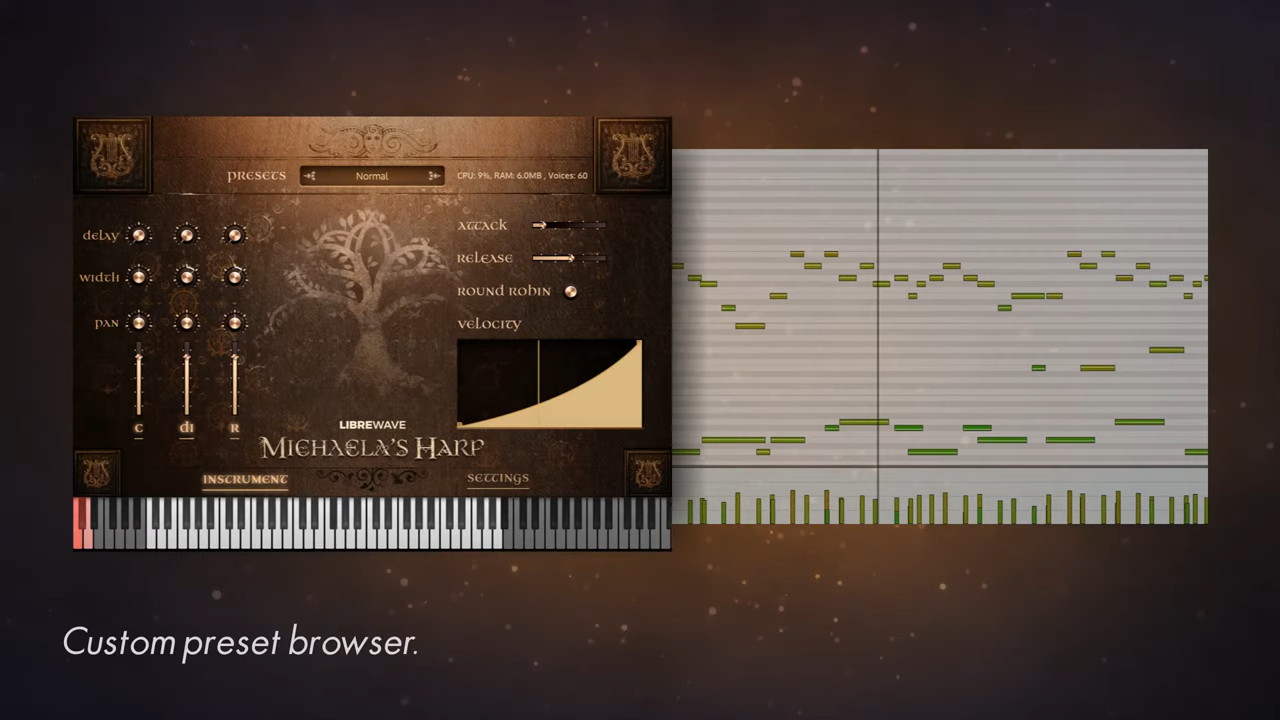 PRESETS
Normal
CPU: 9%, RAM: 6.0MB , Voices: 60
DELAY
WIDTH
PAN
C
DI
R
ATTACK
RELEASE
ROUND ROBIN
VELOCITY
LIBREWAVE
MICHAELA'S HARP
INSTRUMENT
SETTINGS
Custom preset browser.